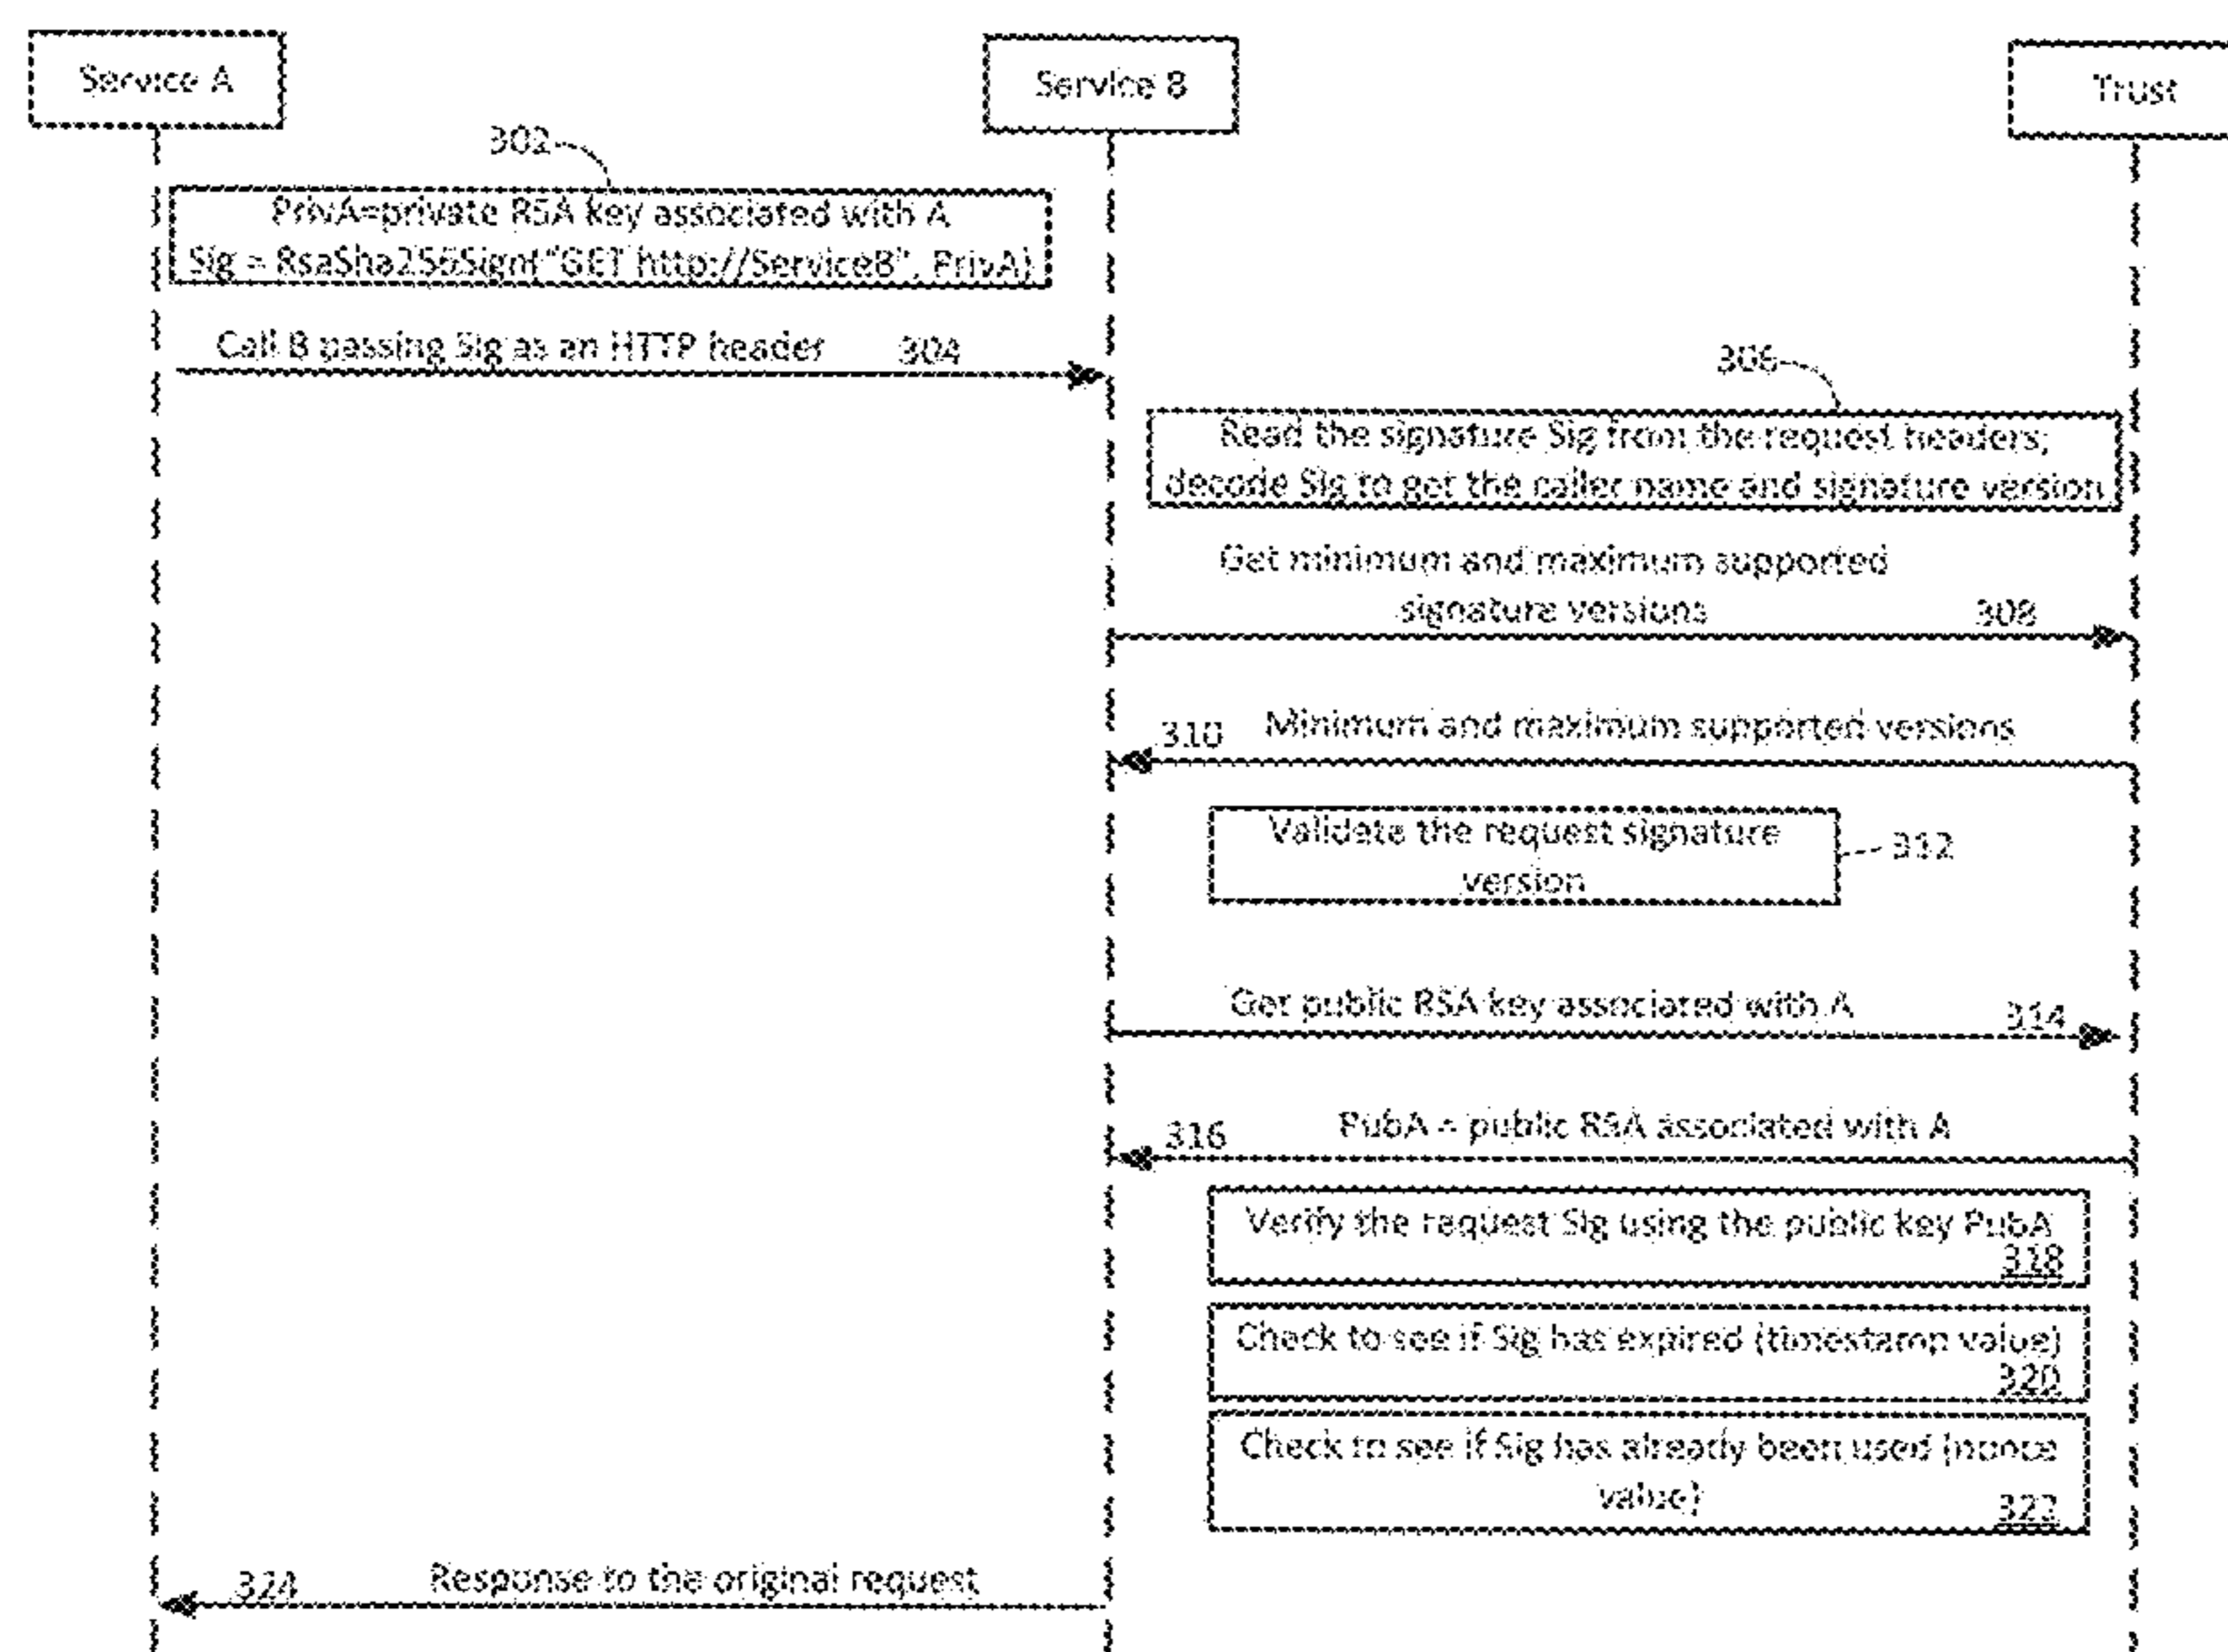 Service A
Service B
Trust
302
PrivA=private RSA key associated with A
Sig = RsaSha256Sign("GET http://ServiceB", PrivA)
Call B passing Sig as an HTTP header
304
306
Read the signature Sig from the request headers;
decode Sig to get the caller name and signature version
Get minimum and maximum supported
signature versions
308
310
Minimum and maximum supported versions
Validate the request signature
version
312
Get public RSA key associated with A
314
316
PubA = public RSA associated with A
Verify the request Sig using the public key PubA
318
Check to see if Sig has expired (timestamp value)
320
Check to see if Sig has already been used (nonce
value)
322
324
Response to the original request